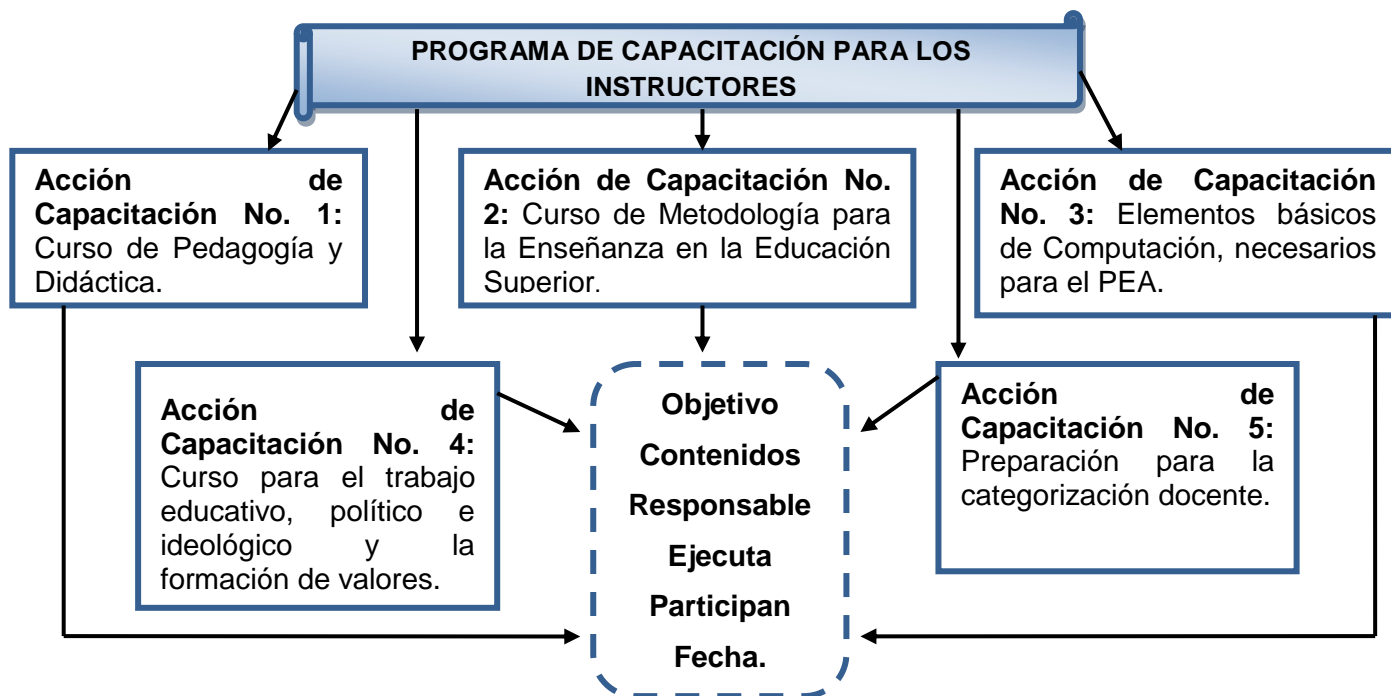 PROGRAMA DE CAPACITACIÓN PARA LOS
INSTRUCTORES
Acción de
Capacitación No. 1:
Curso de Pedagogía y
Didáctica.
Acción de Capacitación No.
2: Curso de Metodología para
la Enseñanza en la Educación
Superior.
Acción de Capacitación
No. 3: Elementos básicos
de Computación, necesarios
para el PEA.
Acción de
Capacitación No. 4:
Curso para el trabajo
educativo, político e
ideológico y la
formación de valores.
Objetivo
Contenidos
Responsable
Ejecuta
Participan
Fecha.
Acción de
Capacitación No. 5:
Preparación para la
categorización docente.